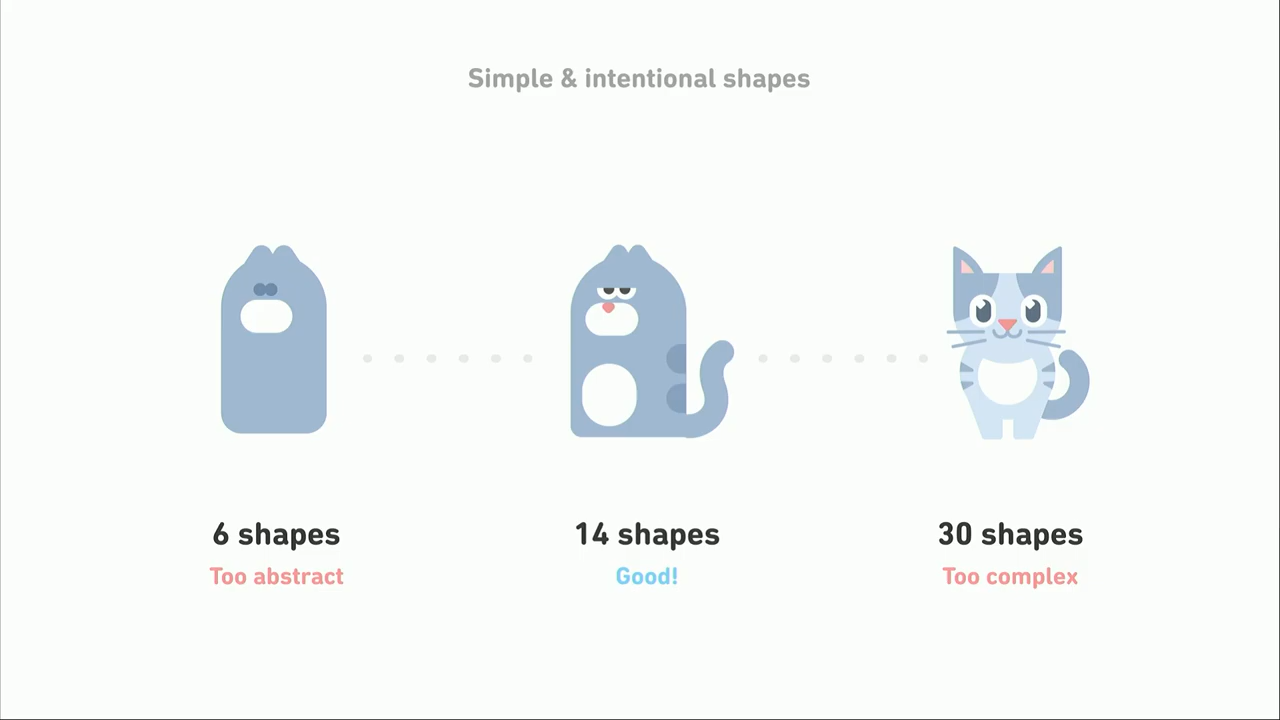 Simple & intentional shapes
6 shapes
Too abstract
14 shapes
Good!
30 shapes
Too complex